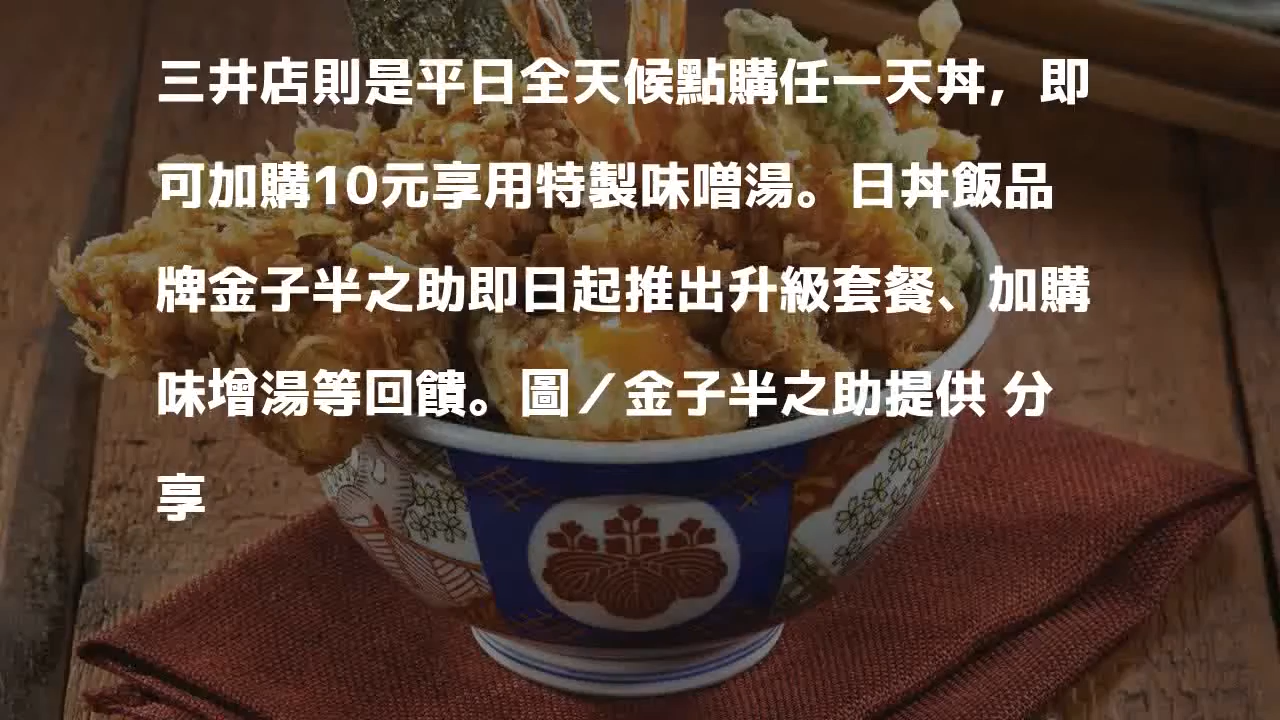 三井店則是平日全天候點購任一天丼，即
可加購10元享用特製味噌湯。日丼飯品
牌金子半之助即日起推出升級套餐、加購
味增湯等回饋。圖／金子半之助提供 分
享